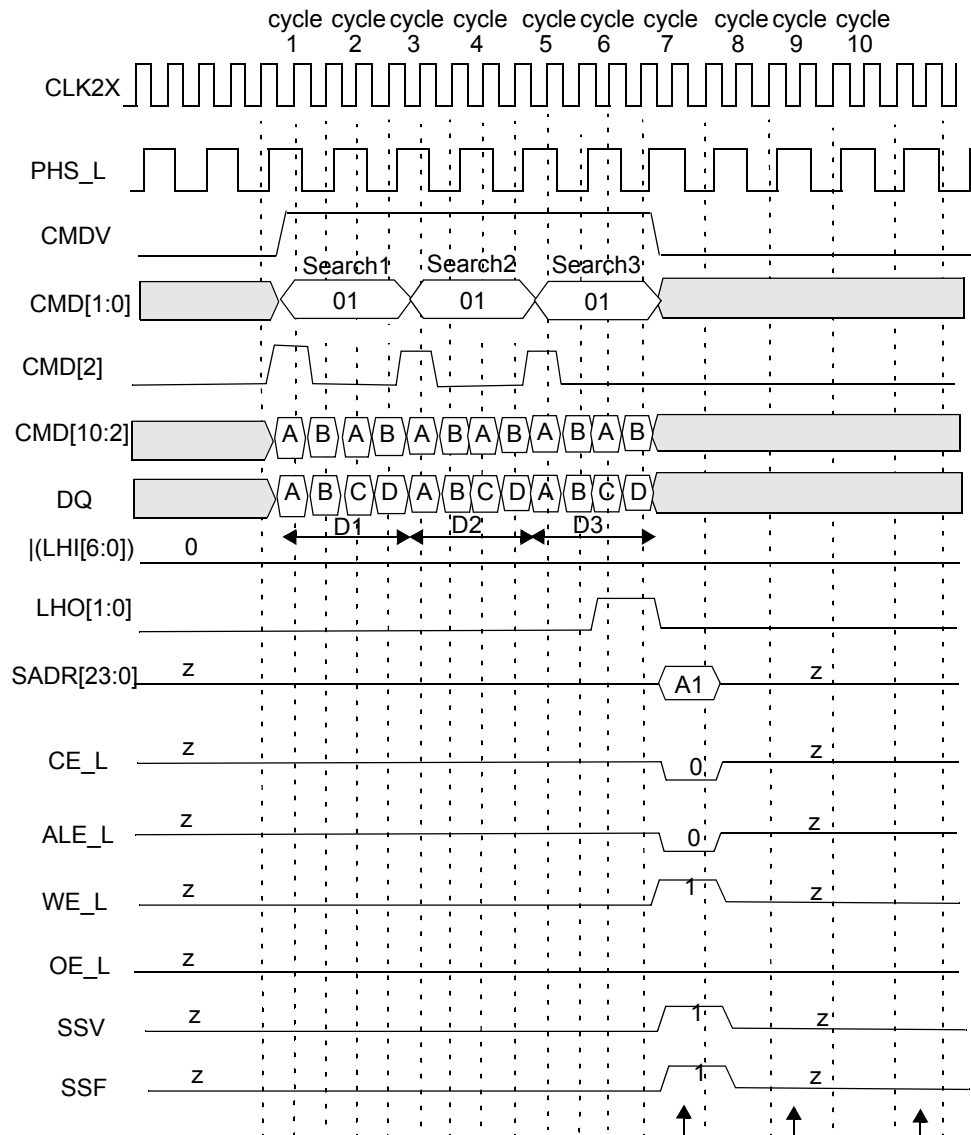 cycle cycle cycle cycle cycle cycle cycle cycle cycle cycle
1 2 3 4 5 6 7 8 9 10
CLK2X
PHS_L
CMDV
Search1 Search2 Search3
CMD[1:0] 01 01 01
CMD[2]
CMD[10:2] A B A B A B A B A B A B
DQ A B C D A B C D A B C D
D1 D2 D3
|(LHI[6:0]) 0
LHO[1:0]
SADR[23:0] z A1 z
CE_L z 0 z
ALE_L z 0 z
WE_L z 1 z
OE_L z
SSV z 1 z
SSF z 1 z